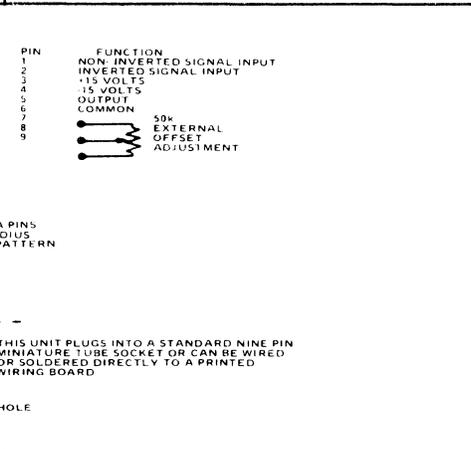 PIN FUNCTION
1 NON-INVERTED SIGNAL INPUT
2 INVERTED SIGNAL INPUT
3 +15 VOLTS
4 -15 VOLTS
5 OUTPUT
6 COMMON
7 50k
8 EXTERNAL
9 OFFSET
ADJUSTMENT
A PINS
DIUS
PATTERN
THIS UNIT PLUGS INTO A STANDARD NINE PIN
MINIATURE TUBE SOCKET OR CAN BE WIRED
OR SOLDERED DIRECTLY TO A PRINTED
WIRING BOARD
HOLE